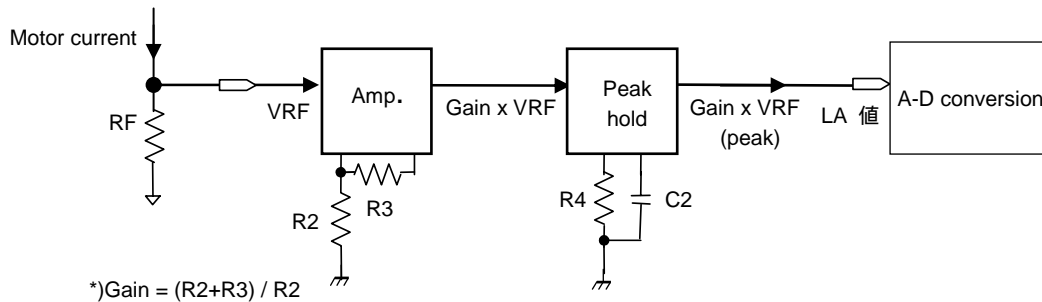 Motor current
RF
VRF
Amp.
R2
R3
Gain x VRF
Peak
hold
R4
C2
Gain x VRF
(peak)
LA 値
A-D conversion
*)Gain = (R2+R3) / R2